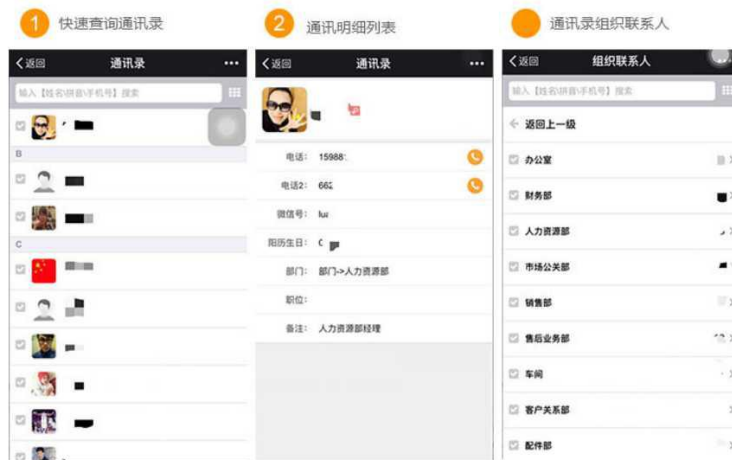 1 快速查询通讯录
返回 通讯录
输入【姓名\拼音\手机号】搜索
B
C
2 通讯明细列表
返回 通讯录
电话: 15988
电话2: 66
微信号: lu
阳历生日:
部门: 部门->人力资源部
职位:
备注: 人力资源部经理
通讯录组织联系人
返回 组织联系人
输入【姓名\拼音\手机号】搜索
返回上一级
办公室
财务部
人力资源部
市场公关部
销售部
售后业务部
车间
客户关系部
配件部